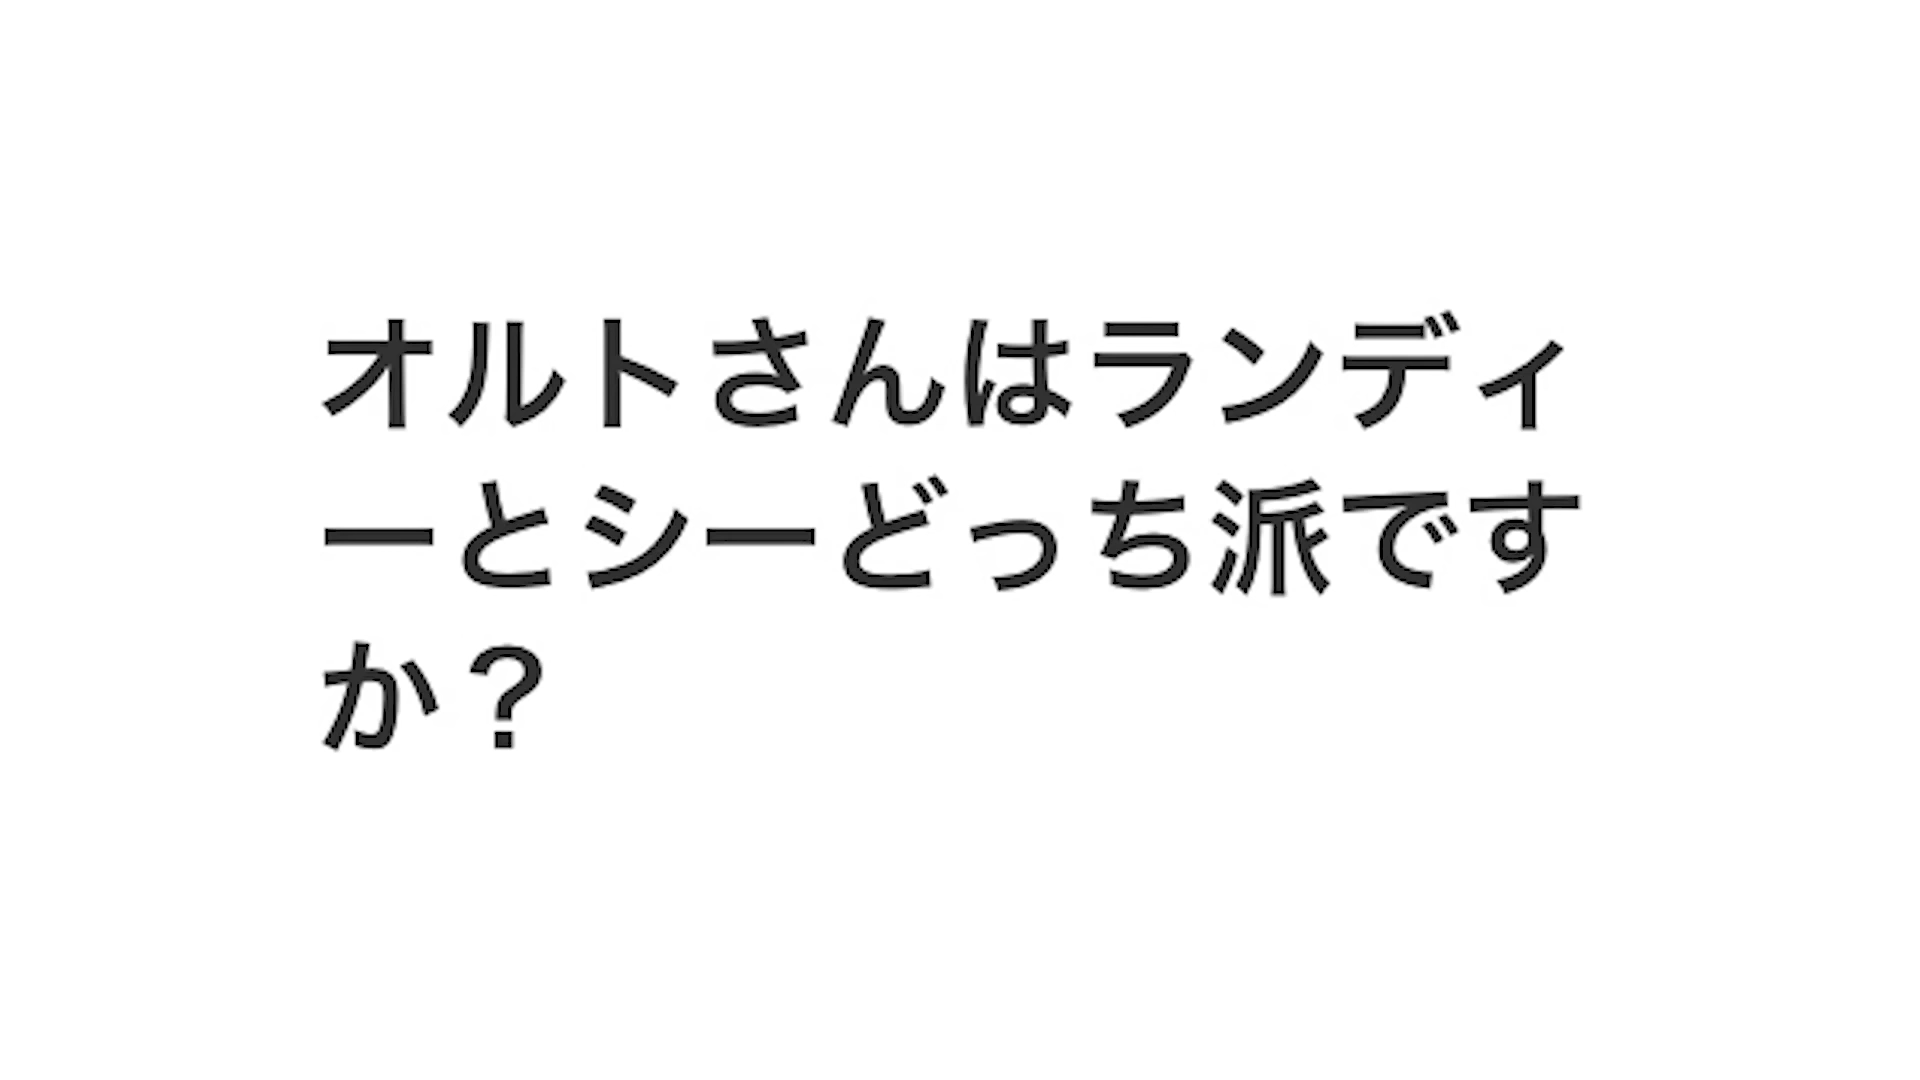 オルトさんはランディ
ーとシーどっち派です
か？